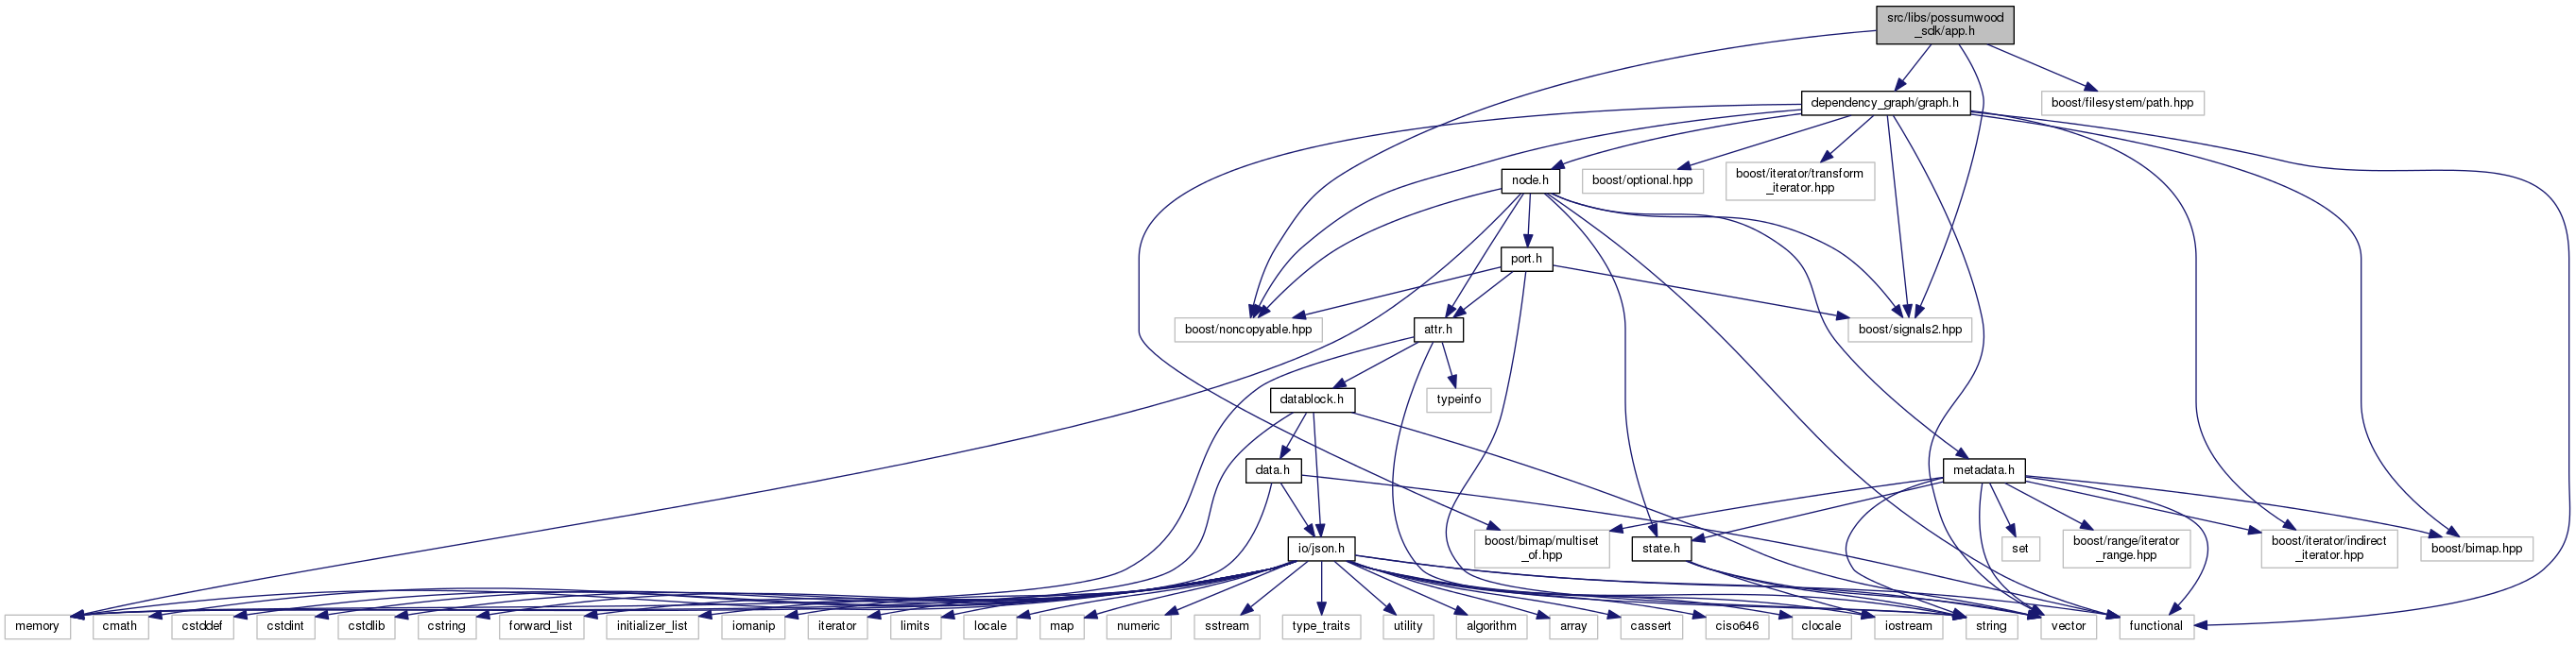 src/libs/possumwood
_sdk/app.h
dependency_graph/graph.h
boost/filesystem/path.hpp
node.h
boost/optional.hpp
boost/iterator/transform
_iterator.hpp
port.h
boost/noncopyable.hpp
attr.h
boost/signals2.hpp
datablock.h
typeinfo
data.h
metadata.h
boost/bimap/multiset
_of.hpp
io/json.h
state.h
set
boost/range/iterator
_range.hpp
boost/iterator/indirect
_iterator.hpp
boost/bimap.hpp
memory
cmath
cstddef
cstdint
cstdlib
cstring
forward_list
initializer_list
iomanip
iterator
limits
locale
map
numeric
sstream
type_traits
utility
algorithm
array
cassert
ciso646
clocale
iostream
string
vector
functional